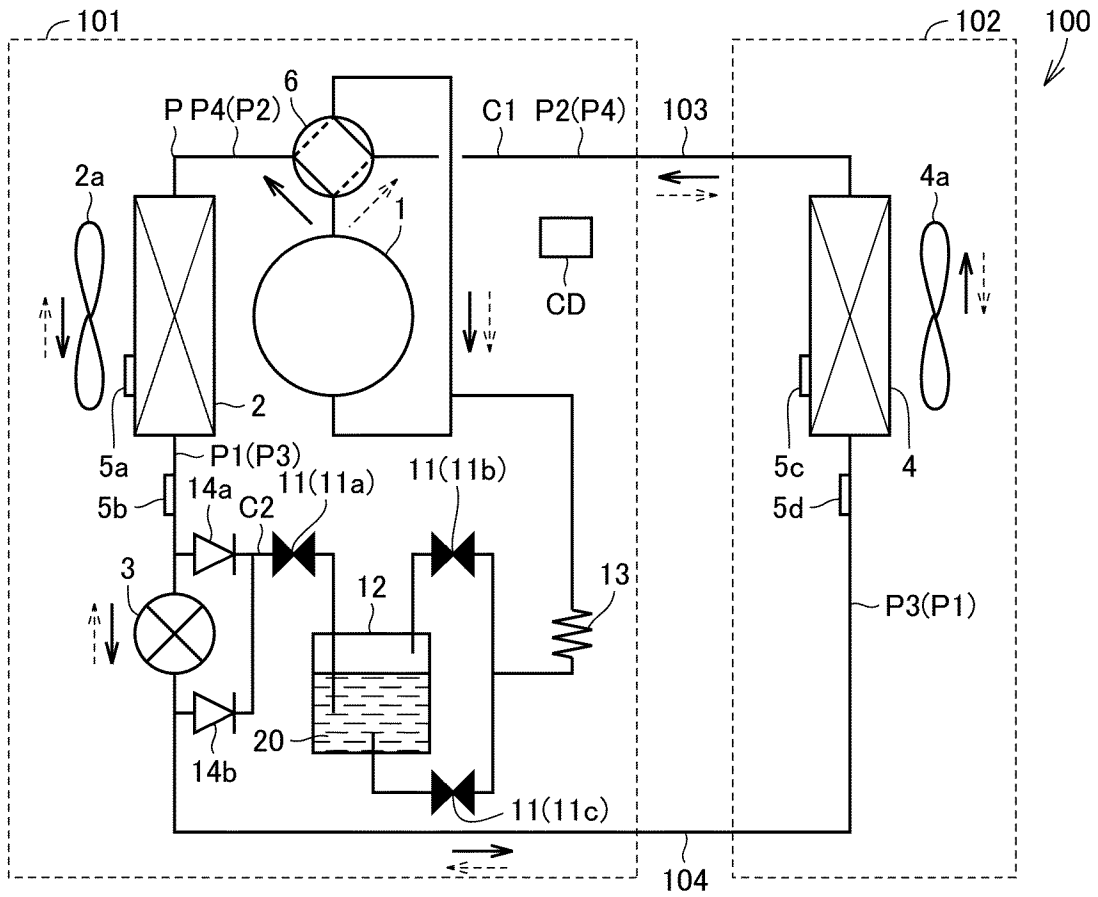 101
102
100
6
P P4(P2)
C1 P2(P4) 103
2a
4a
1
CD
2
5a
5c
4
P1(P3)
11(11a)
11(11b)
5b
14a
C2
5d
3
12
13
P3(P1)
20
14b
11(11c)
104